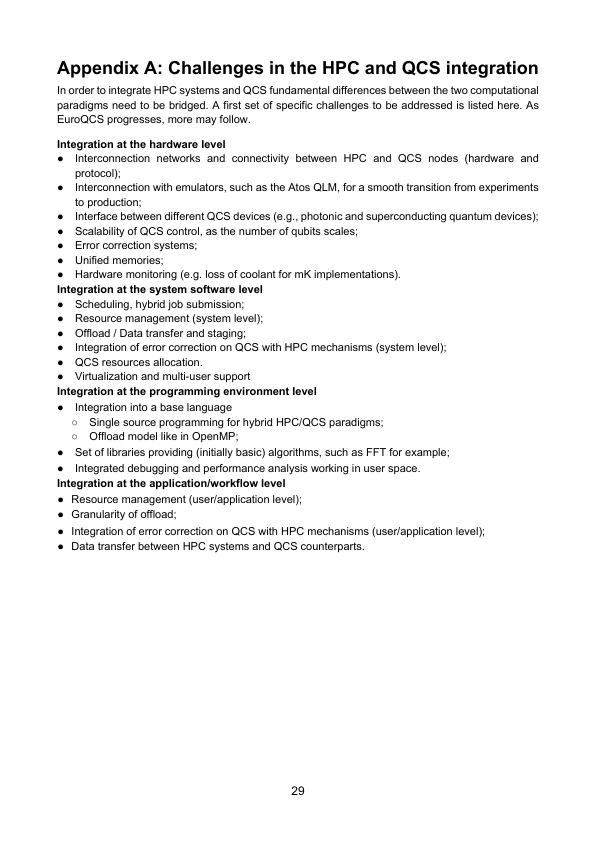 Appendix A: Challenges in the HPC and QCS integration
In order to integrate HPC systems and QCS fundamental differences between the two computational
paradigms need to be bridged. A first set of specific challenges to be addressed is listed here. As
EuroQCS progresses, more may follow.
Integration at the hardware level
● Interconnection networks and connectivity between HPC and QCS nodes (hardware and
protocol);
● Interconnection with emulators, such as the Atos QLM, for a smooth transition from experiments
to production;
● Interface between different QCS devices (e.g., photonic and superconducting quantum devices);
● Scalability of QCS control, as the number of qubits scales;
● Error correction systems;
● Unified memories;
● Hardware monitoring (e.g. loss of coolant for mK implementations).
Integration at the system software level
● Scheduling, hybrid job submission;
● Resource management (system level);
● Offload / Data transfer and staging;
● Integration of error correction on QCS with HPC mechanisms (system level);
● QCS resources allocation.
● Virtualization and multi-user support
Integration at the programming environment level
● Integration into a base language
○ Single source programming for hybrid HPC/QCS paradigms;
○ Offload model like in OpenMP;
● Set of libraries providing (initially basic) algorithms, such as FFT for example;
● Integrated debugging and performance analysis working in user space.
Integration at the application/workflow level
● Resource management (user/application level);
● Granularity of offload;
● Integration of error correction on QCS with HPC mechanisms (user/application level);
● Data transfer between HPC systems and QCS counterparts.
29